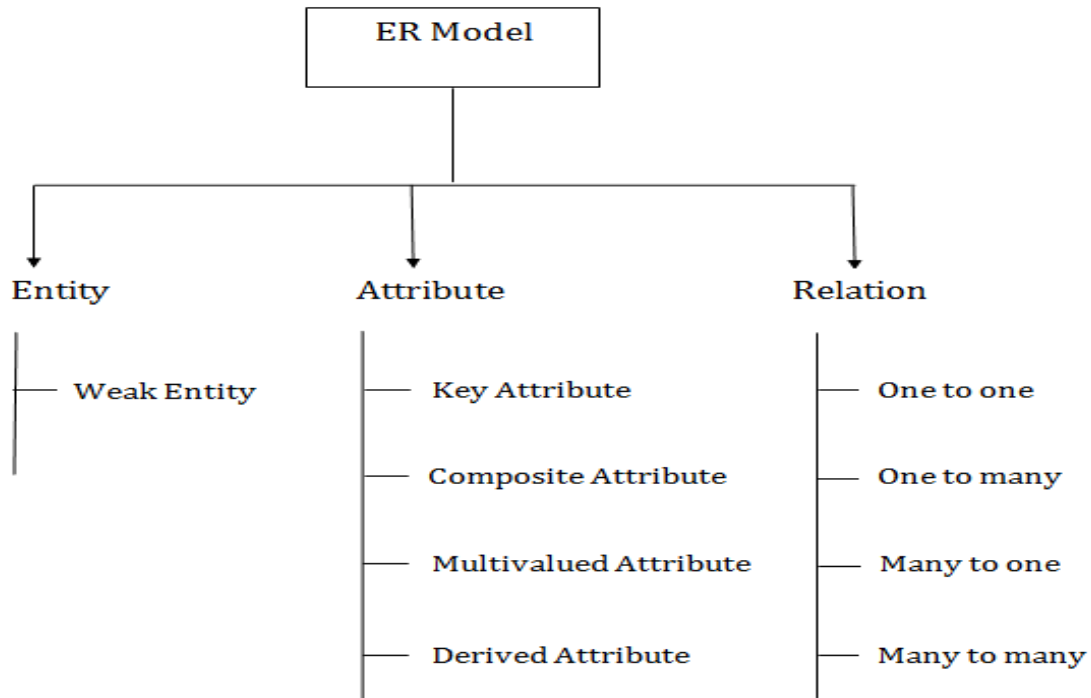 ER Model
Entity
Attribute
Relation
Weak Entity
Key Attribute
One to one
Composite Attribute
One to many
Multivalued Attribute
Many to one
Derived Attribute
Many to many